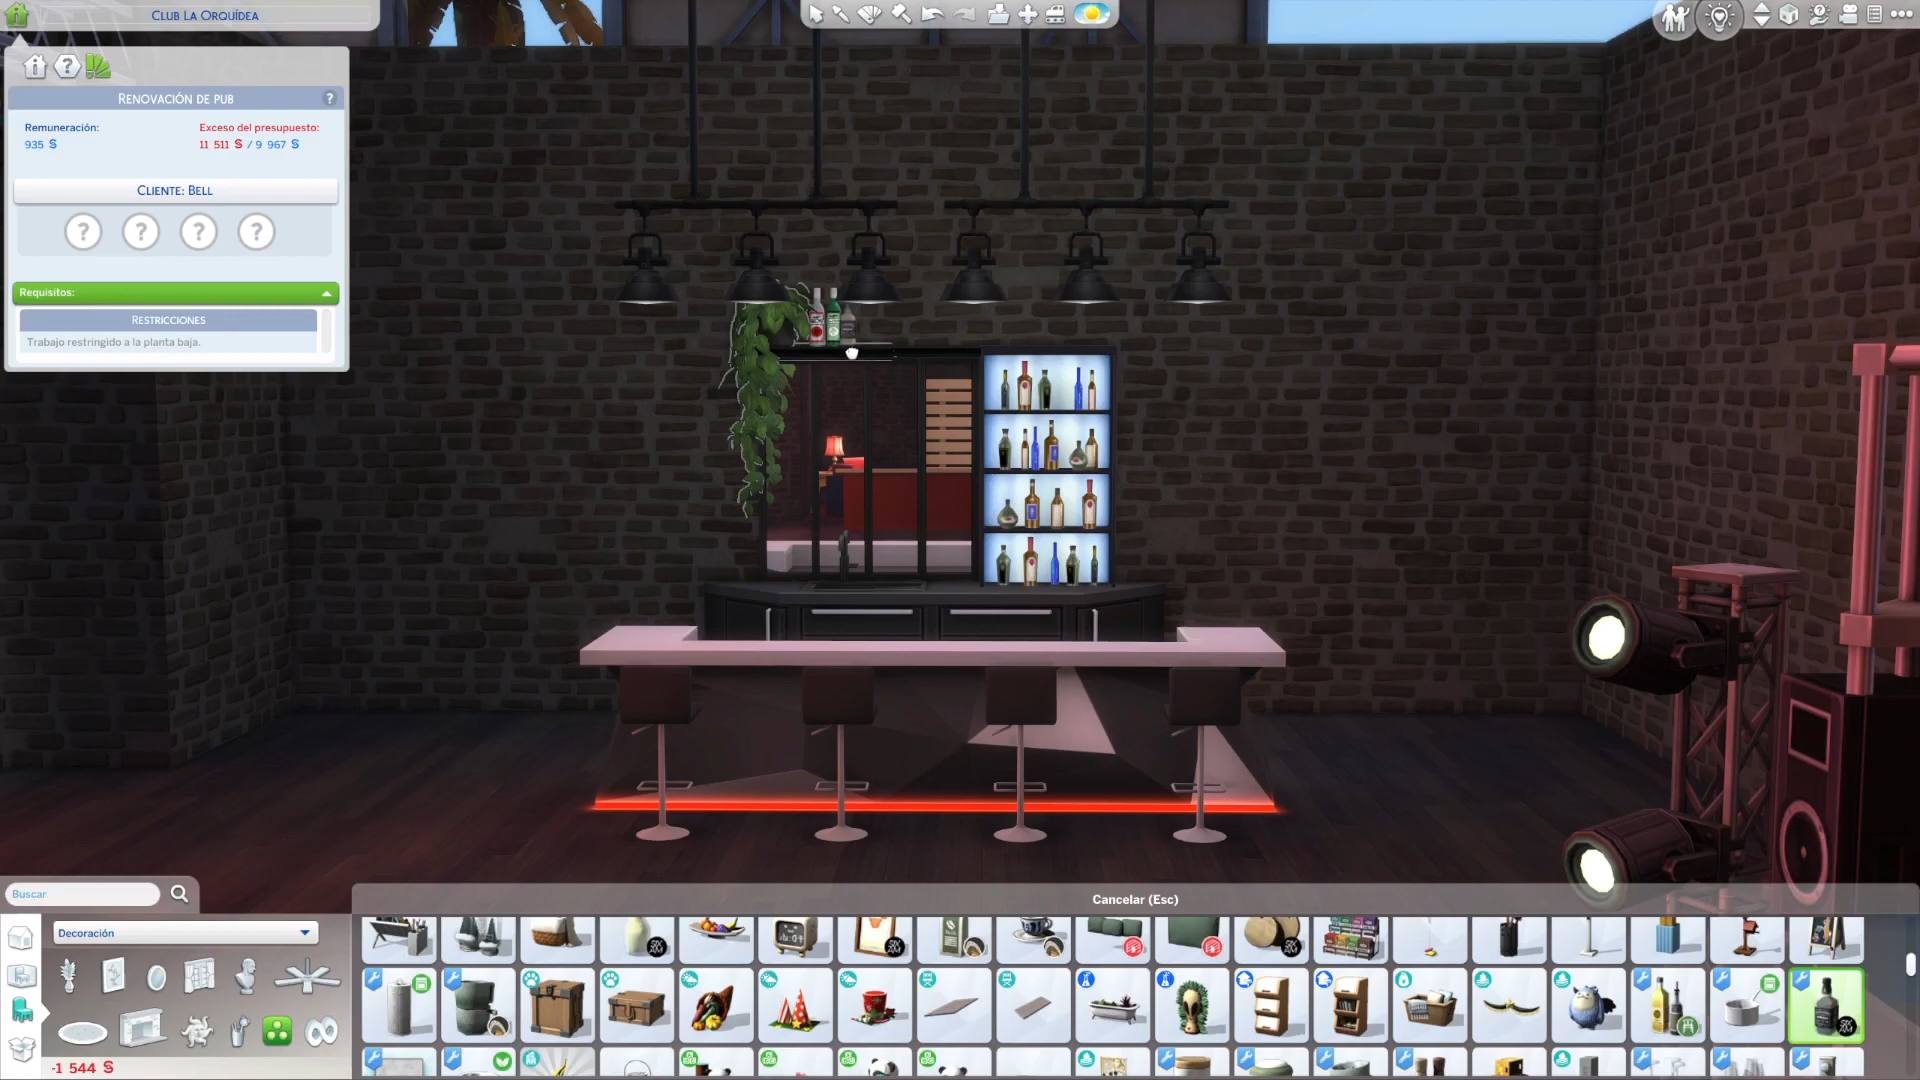 CLUB LA ORQUÍDEA
RENOVACIÓN DE PUB
?
Remuneración:
935 §
Exceso del presupuesto:
11 511 § / 9 967 §
CLIENTE: BELL
? ? ? ?
Requisitos:
RESTRICCIONES
Trabajo restringido a la planta baja.
Buscar
Cancelar (Esc)
Decoración
-1 544 §